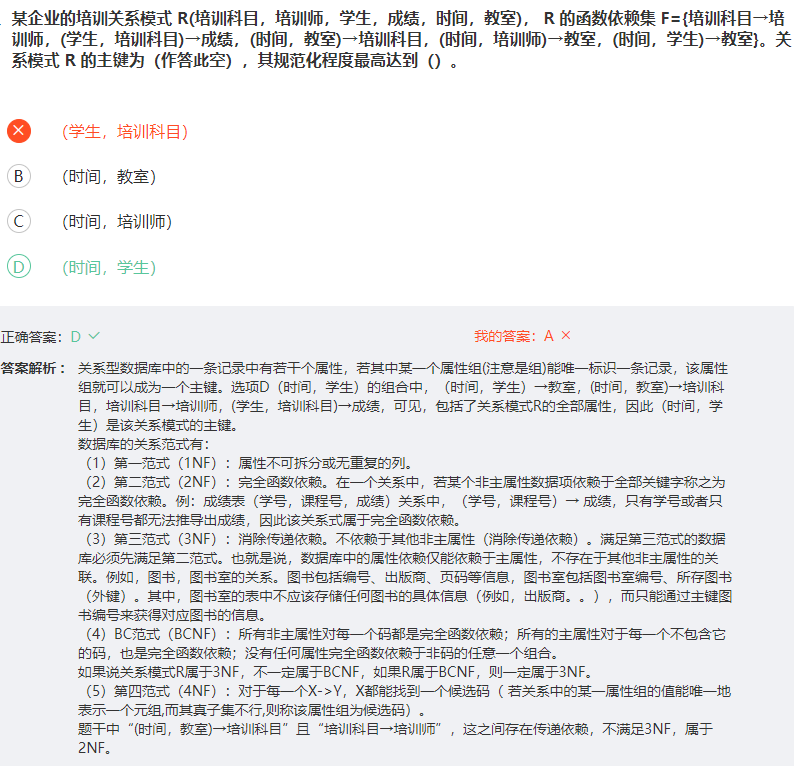 某企业的培训关系模式 R(培训科目，培训师，学生，成绩，时间，教室)， R 的函数依赖集 F={培训科目→培
训师，(学生，培训科目)→成绩，(时间，教室)→培训科目，(时间，培训师)→教室，(时间，学生)→教室}。关
系模式 R 的主键为（作答此空），其规范化程度最高达到（）。
(学生，培训科目)
B (时间，教室)
C (时间，培训师)
D (时间，学生)
正确答案： D 我的答案： A
答案解析： 关系型数据库中的一条记录中有若干个属性，若其中某一个属性组(注意是组)能唯一标识一条记录，该属性
组就可以成为一个主键。选项D（时间，学生）的组合中，（时间，学生）→教室，(时间，教室)→培训科
目，培训科目→培训师，(学生，培训科目)→成绩，可见，包括了关系模式R的全部属性，因此（时间，学
生）是该关系模式的主键。
数据库的关系范式有：
（1）第一范式（1NF）：属性不可拆分或无重复的列。
（2）第二范式（2NF）：完全函数依赖。在一个关系中，若某个非主属性数据项依赖于全部关键字称之为
完全函数依赖。例：成绩表（学号，课程号，成绩）关系中，（学号，课程号）→ 成绩，只有学号或者只
有课程号都无法推导出成绩，因此该关系式属于完全函数依赖。
（3）第三范式（3NF）：消除传递依赖。不依赖于其他非主属性（消除传递依赖）。满足第三范式的数据
库必须先满足第二范式。也就是说，数据库中的属性依赖仅能依赖于主属性，不存在于其他非主属性的关
联。例如，图书，图书室的关系。图书包括编号、出版商、页码等信息，图书室包括图书室编号、所存图书
（外键）。其中，图书室的表中不应该存储任何图书的具体信息（例如，出版商。。），而只能通过主键图
书编号来获得对应图书的信息。
（4）BC范式（BCNF）：所有非主属性对每一个码都是完全函数依赖；所有的主属性对于每一个不包含它
的码，也是完全函数依赖；没有任何属性完全函数依赖于非码的任意一个组合。
如果说关系模式R属于3NF，不一定属于BCNF，如果R属于BCNF，则一定属于3NF。
（5）第四范式（4NF）：对于每一个X->Y，X都能找到一个候选码（ 若关系中的某一属性组的值能唯一地
表示一个元组,而其真子集不行,则称该属性组为候选码）。
题干中“(时间，教室)→培训科目”且“培训科目→培训师”，这之间存在传递依赖，不满足3NF，属于
2NF。